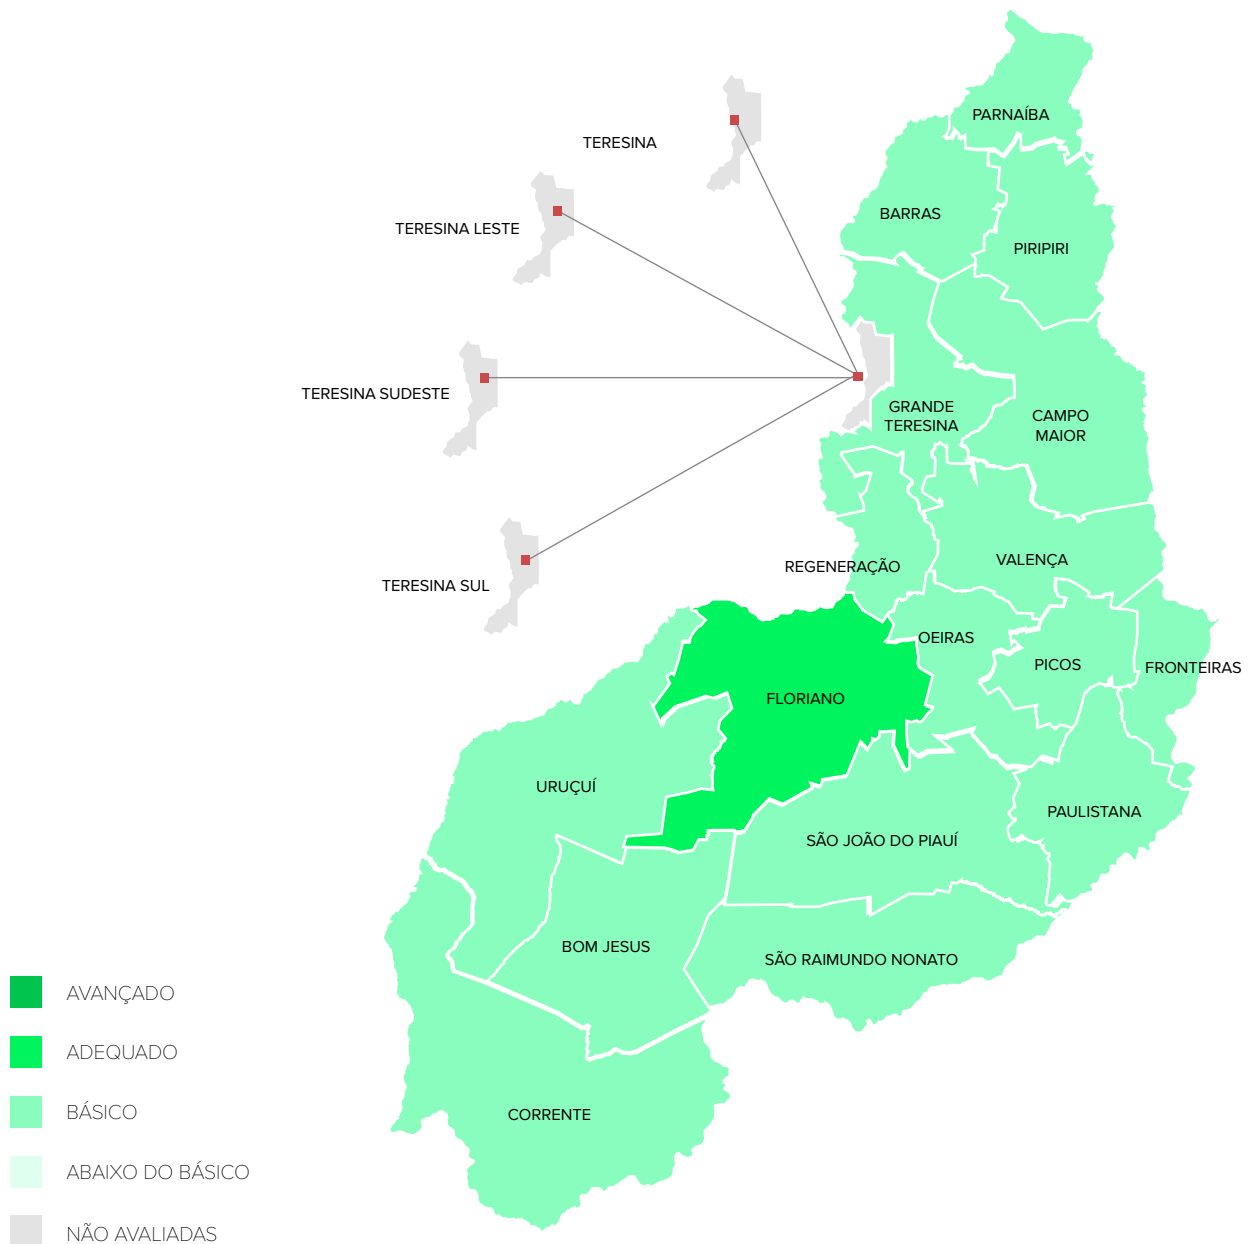 PARNAÍBA
TERESINA
BARRAS
TERESINA LESTE
PIRIPIRI
TERESINA SUDESTE
GRANDE
TERESINA
CAMPO
MAIOR
VALENÇA
REGENERAÇÃO
TERESINA SUL
OEIRAS
PICOS
FRONTEIRAS
FLORIANO
URUÇUÍ
PAULISTANA
SÃO JOÃO DO PIAUÍ
BOM JESUS
SÃO RAIMUNDO NONATO
CORRENTE
AVANÇADO
ADEQUADO
BÁSICO
ABAIXO DO BÁSICO
NÃO AVALIADAS